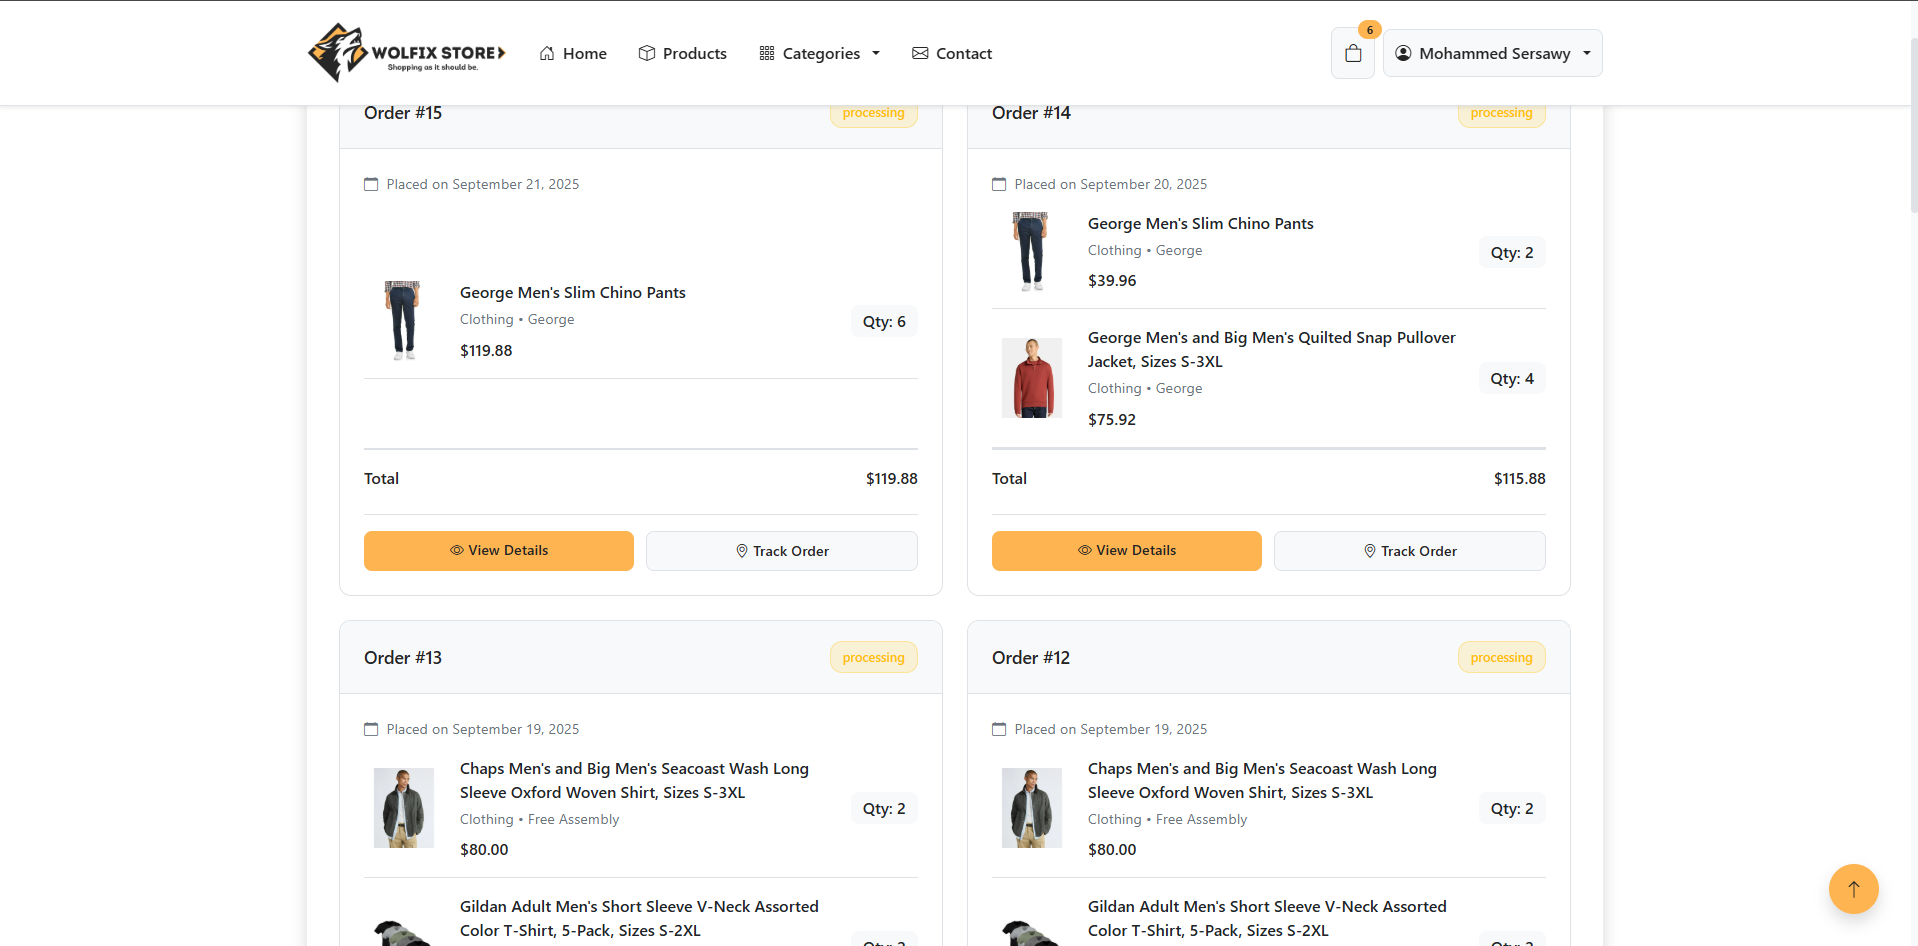 WOLFIX STORE
Shopping as it should be.
Home
Products
Categories
Contact
6
Mohammed Sersawy
Order #15
processing
Placed on September 21, 2025
George Men's Slim Chino Pants
Clothing • George
$119.88
Qty: 6
Total
$119.88
View Details
Track Order
Order #14
processing
Placed on September 20, 2025
George Men's Slim Chino Pants
Clothing • George
$39.96
Qty: 2
George Men's and Big Men's Quilted Snap Pullover
Jacket, Sizes S-3XL
Clothing • George
$75.92
Qty: 4
Total
$115.88
View Details
Track Order
Order #13
processing
Placed on September 19, 2025
Chaps Men's and Big Men's Seacoast Wash Long
Sleeve Oxford Woven Shirt, Sizes S-3XL
Clothing • Free Assembly
$80.00
Qty: 2
Gildan Adult Men's Short Sleeve V-Neck Assorted
Color T-Shirt, 5-Pack, Sizes S-2XL
Order #12
processing
Placed on September 19, 2025
Chaps Men's and Big Men's Seacoast Wash Long
Sleeve Oxford Woven Shirt, Sizes S-3XL
Clothing • Free Assembly
$80.00
Qty: 2
Gildan Adult Men's Short Sleeve V-Neck Assorted
Color T-Shirt, 5-Pack, Sizes S-2XL